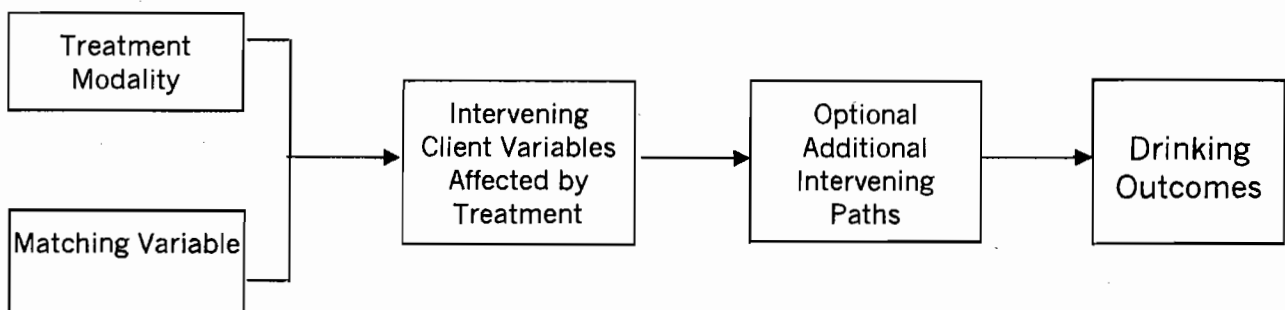 Treatment
Modality
Matching Variable
Intervening
Client Variables
Affected by
Treatment
Optional
Additional
Intervening
Paths
Drinking
Outcomes